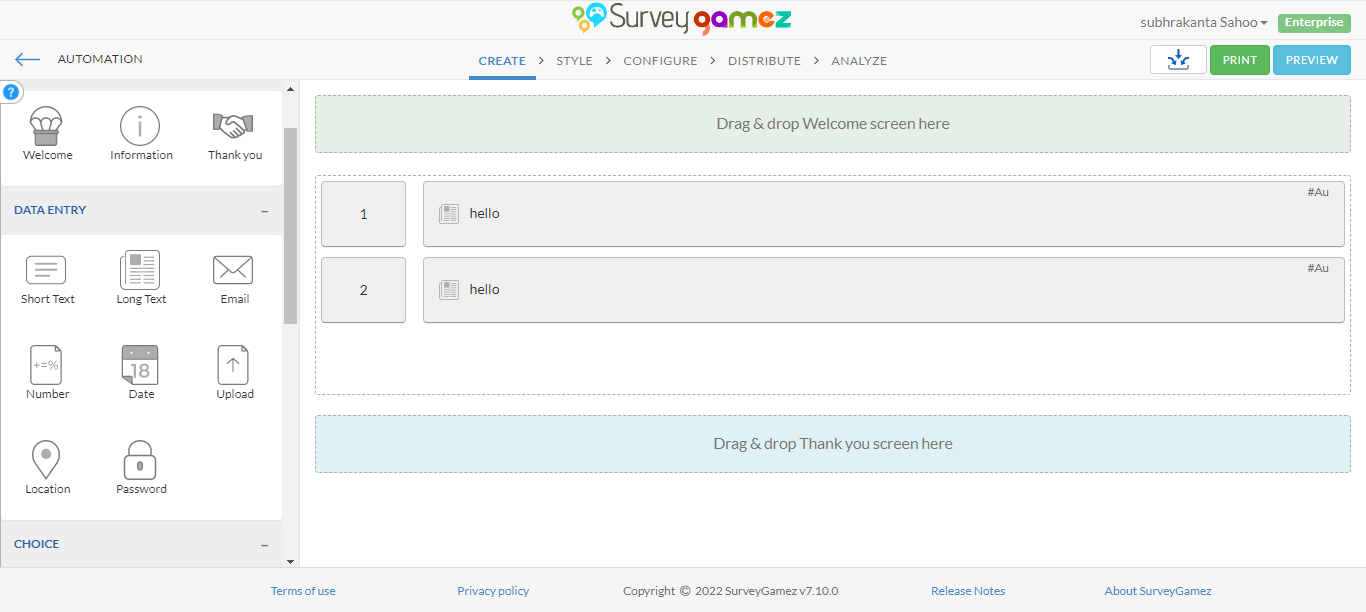 Survey gamez
subhrakanta Sahoo
Enterprise
AUTOMATION
CREATE > STYLE > CONFIGURE > DISTRIBUTE > ANALYZE
PRINT
PREVIEW
?
Welcome
Information
Thank you
DATA ENTRY
Short Text
Long Text
Email
+=%
18
Number
Date
Upload
Location
Password
CHOICE
Drag & drop Welcome screen here
1
hello
#Au
2
hello
#Au
Drag & drop Thank you screen here
Terms of use
Privacy policy
Copyright © 2022 SurveyGamez v7.10.0
Release Notes
About SurveyGamez